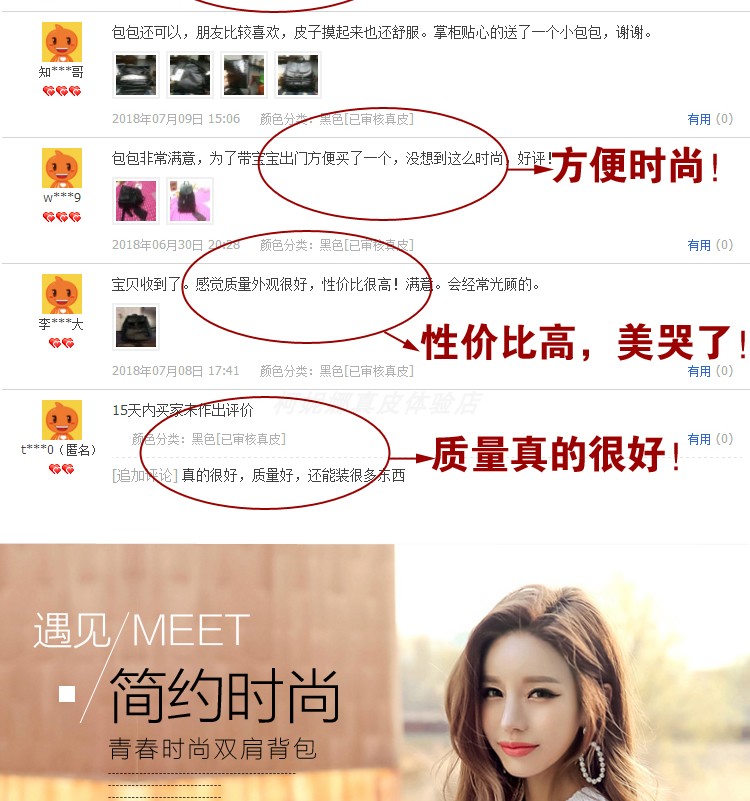 包包还可以，朋友比较喜欢，皮子摸起来也还舒服。掌柜贴心的送了一个小包包，谢谢。
知***哥
2018年07月09日 15:06 颜色分类：黑色[已审核真皮] 有用 (0)
包包非常满意，为了带宝宝出门方便买了一个，没想到这么时尚，好评！
方便时尚！
w***9
2018年06月30日 20:28 颜色分类：黑色[已审核真皮] 有用 (0)
宝贝收到了。感觉质量外观很好，性价比很高！满意。会经常光顾的。
李***大
性价比高，美哭了！
2018年07月08日 17:41 颜色分类：黑色[已审核真皮] 有用 (0)
15天内买家未作出评价
真皮体验店
颜色分类：黑色[已审核真皮] 有用 (0)
t***0（匿名）
质量真的很好！
[追加评论] 真的很好，质量好，还能装很多东西
遇见/MEET
简约时尚
青春时尚双肩背包